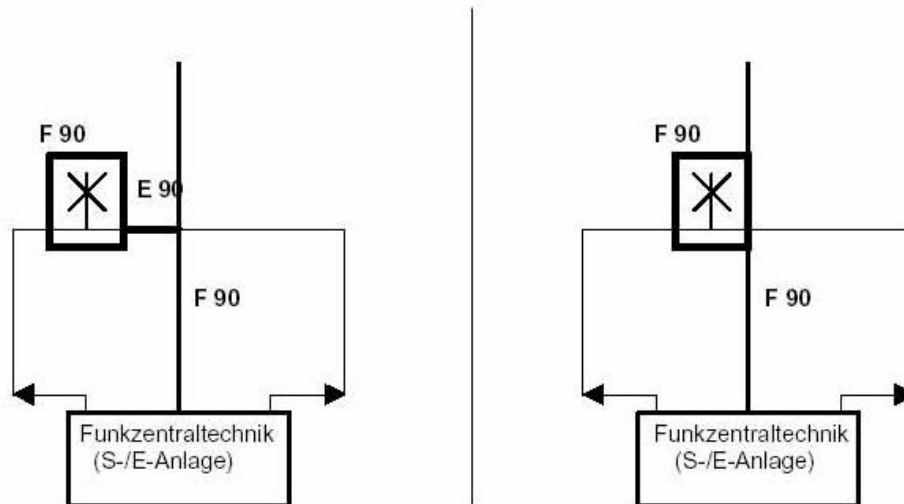 F 90
E 90
F 90
Funkzentraltechnik
(S-/E-Anlage)
F 90
F 90
Funkzentraltechnik
(S-/E-Anlage)